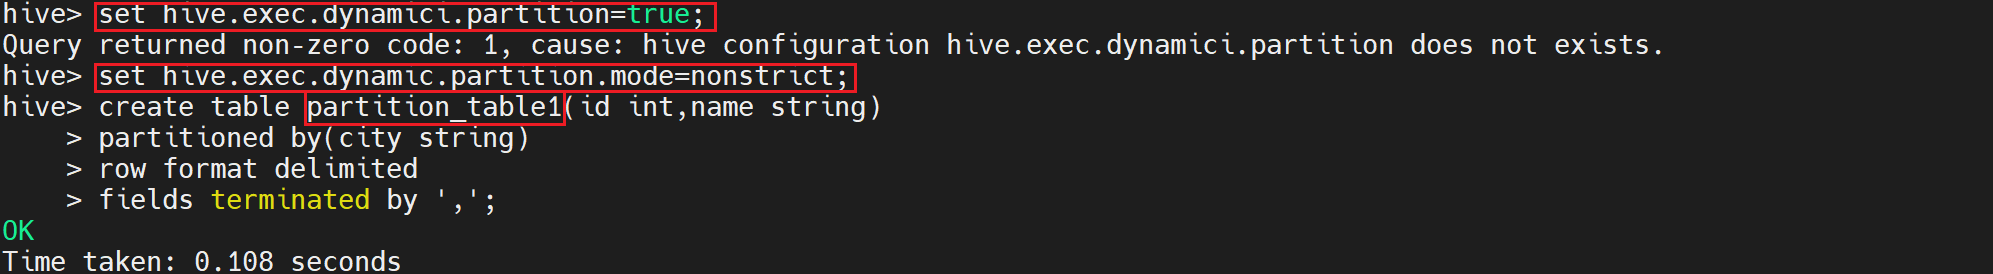 hive> set hive.exec.dynamici.partition=true;
Query returned non-zero code: 1, cause: hive configuration hive.exec.dynamici.partition does not exists.
hive> set hive.exec.dynamic.partition.mode=nonstrict;
hive> create table partition_table1(id int,name string)
    > partitioned by(city string)
    > row format delimited
    > fields terminated by ',';
OK
Time taken: 0.108 seconds